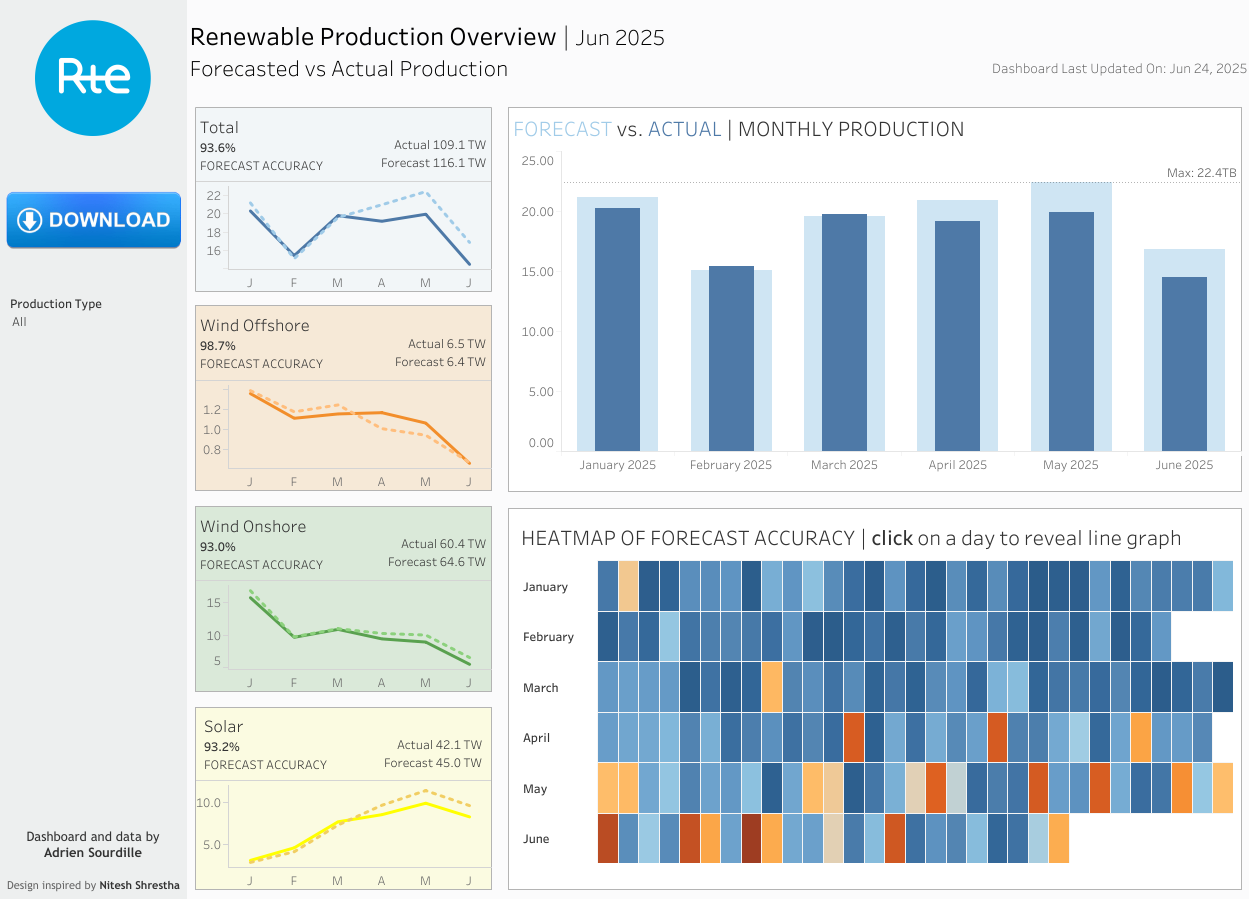 Rte
DOWNLOAD
Production Type
All
Dashboard and data by
Adrien Sourdille
Design inspired by Nitesh Shrestha
Renewable Production Overview | Jun 2025
Forecasted vs Actual Production
Dashboard Last Updated On: Jun 24, 2025
Total
93.6%
FORECAST ACCURACY
Actual 109.1 TW
Forecast 116.1 TW
22
20
18
16
J F M A M J
Wind Offshore
98.7%
FORECAST ACCURACY
Actual 6.5 TW
Forecast 6.4 TW
1.2
1.0
0.8
J F M A M J
Wind Onshore
93.0%
FORECAST ACCURACY
Actual 60.4 TW
Forecast 64.6 TW
15
10
5
J F M A M J
Solar
93.2%
FORECAST ACCURACY
Actual 42.1 TW
Forecast 45.0 TW
10.0
5.0
J F M A M J
FORECAST vs. ACTUAL | MONTHLY PRODUCTION
25.00
Max: 22.4TB
20.00
15.00
10.00
5.00
0.00
January 2025 February 2025 March 2025 April 2025 May 2025 June 2025
HEATMAP OF FORECAST ACCURACY | click on a day to reveal line graph
January
February
March
April
May
June